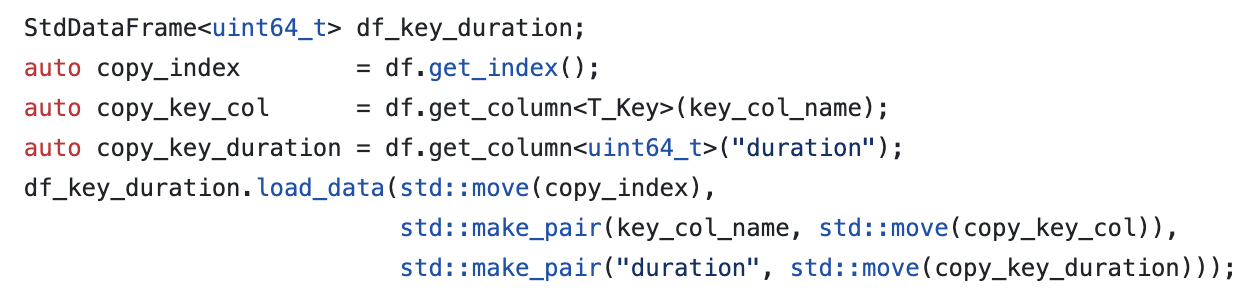 StdDataFrame<uint64_t> df_key_duration;
auto copy_index        = df.get_index();
auto copy_key_col      = df.get_column<T_Key>(key_col_name);
auto copy_key_duration = df.get_column<uint64_t>("duration");
df_key_duration.load_data(std::move(copy_index),
                          std::make_pair(key_col_name, std::move(copy_key_col)),
                          std::make_pair("duration", std::move(copy_key_duration)));